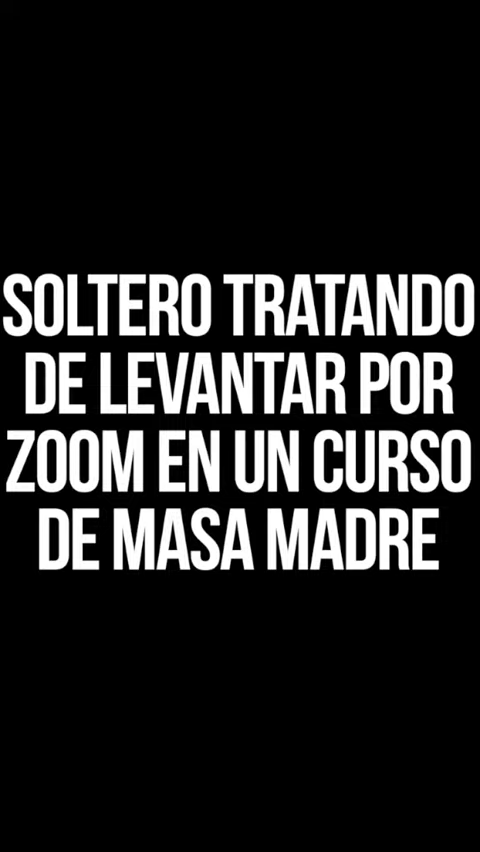 SOLTERO TRATANDO
DE LEVANTAR POR
ZOOM EN UN CURSO
DE MASA MADRE